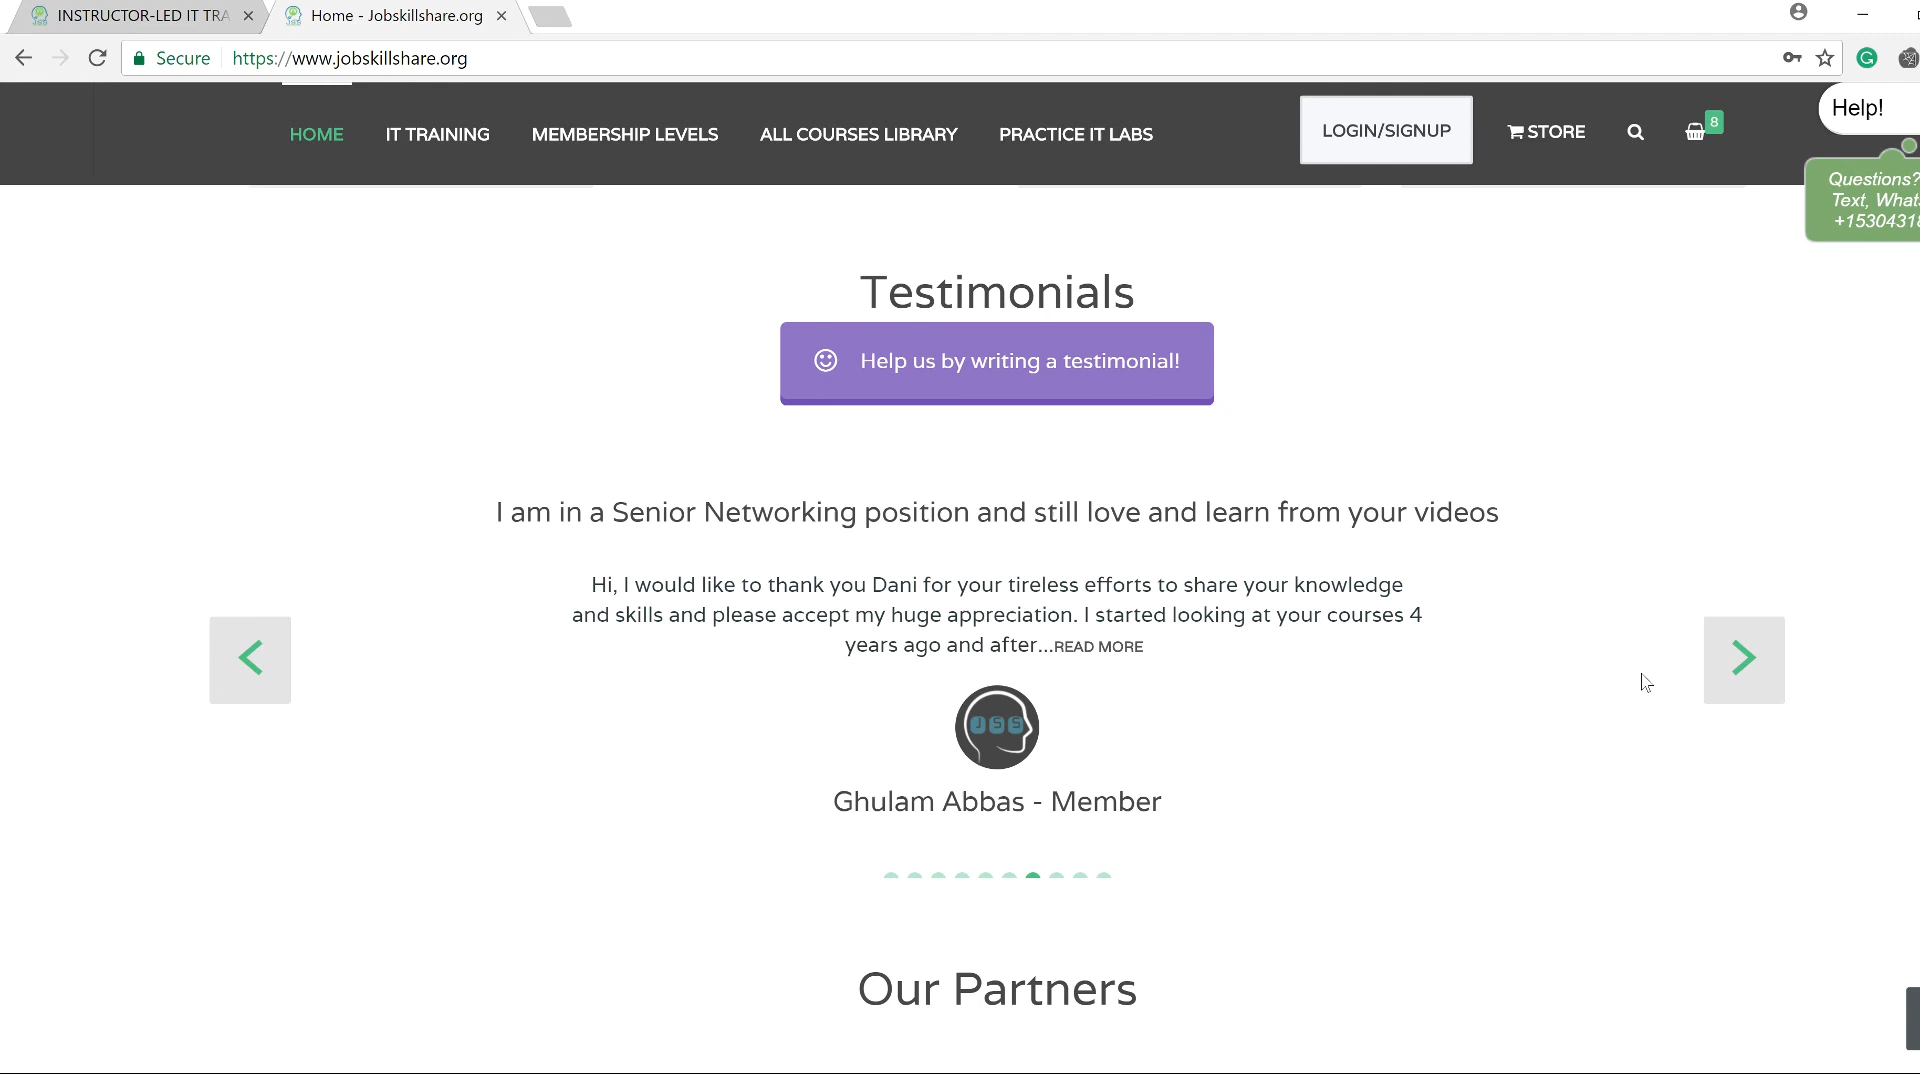 INSTRUCTOR-LED IT TRA
Home - Jobskillshare.org
Secure
https://www.jobskillshare.org
HOME
IT TRAINING
MEMBERSHIP LEVELS
ALL COURSES LIBRARY
PRACTICE IT LABS
LOGIN/SIGNUP
STORE
8
Help!
Questions?
Text, What
+1530431
Testimonials
Help us by writing a testimonial!
I am in a Senior Networking position and still love and learn from your videos
Hi, I would like to thank you Dani for your tireless efforts to share your knowledge
and skills and please accept my huge appreciation. I started looking at your courses 4
years ago and after...READ MORE
JSS
Ghulam Abbas - Member
Our Partners